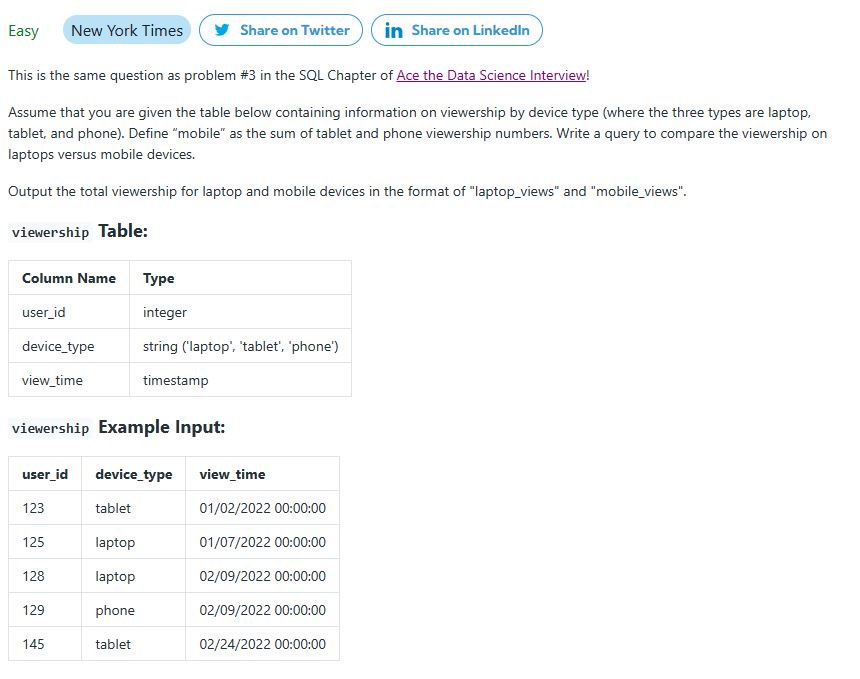 Easy New York Times Share on Twitter in Share on LinkedIn
This is the same question as problem #3 in the SQL Chapter of Ace the Data Science Interview!
Assume that you are given the table below containing information on viewership by device type (where the three types are laptop,
tablet, and phone). Define “mobile” as the sum of tablet and phone viewership numbers. Write a query to compare the viewership on
laptops versus mobile devices.
Output the total viewership for laptop and mobile devices in the format of "laptop_views" and "mobile_views".
viewership Table:
Column Name Type
user_id integer
device_type string ('laptop', 'tablet', 'phone')
view_time timestamp
viewership Example Input:
user_id device_type view_time
123 tablet 01/02/2022 00:00:00
125 laptop 01/07/2022 00:00:00
128 laptop 02/09/2022 00:00:00
129 phone 02/09/2022 00:00:00
145 tablet 02/24/2022 00:00:00